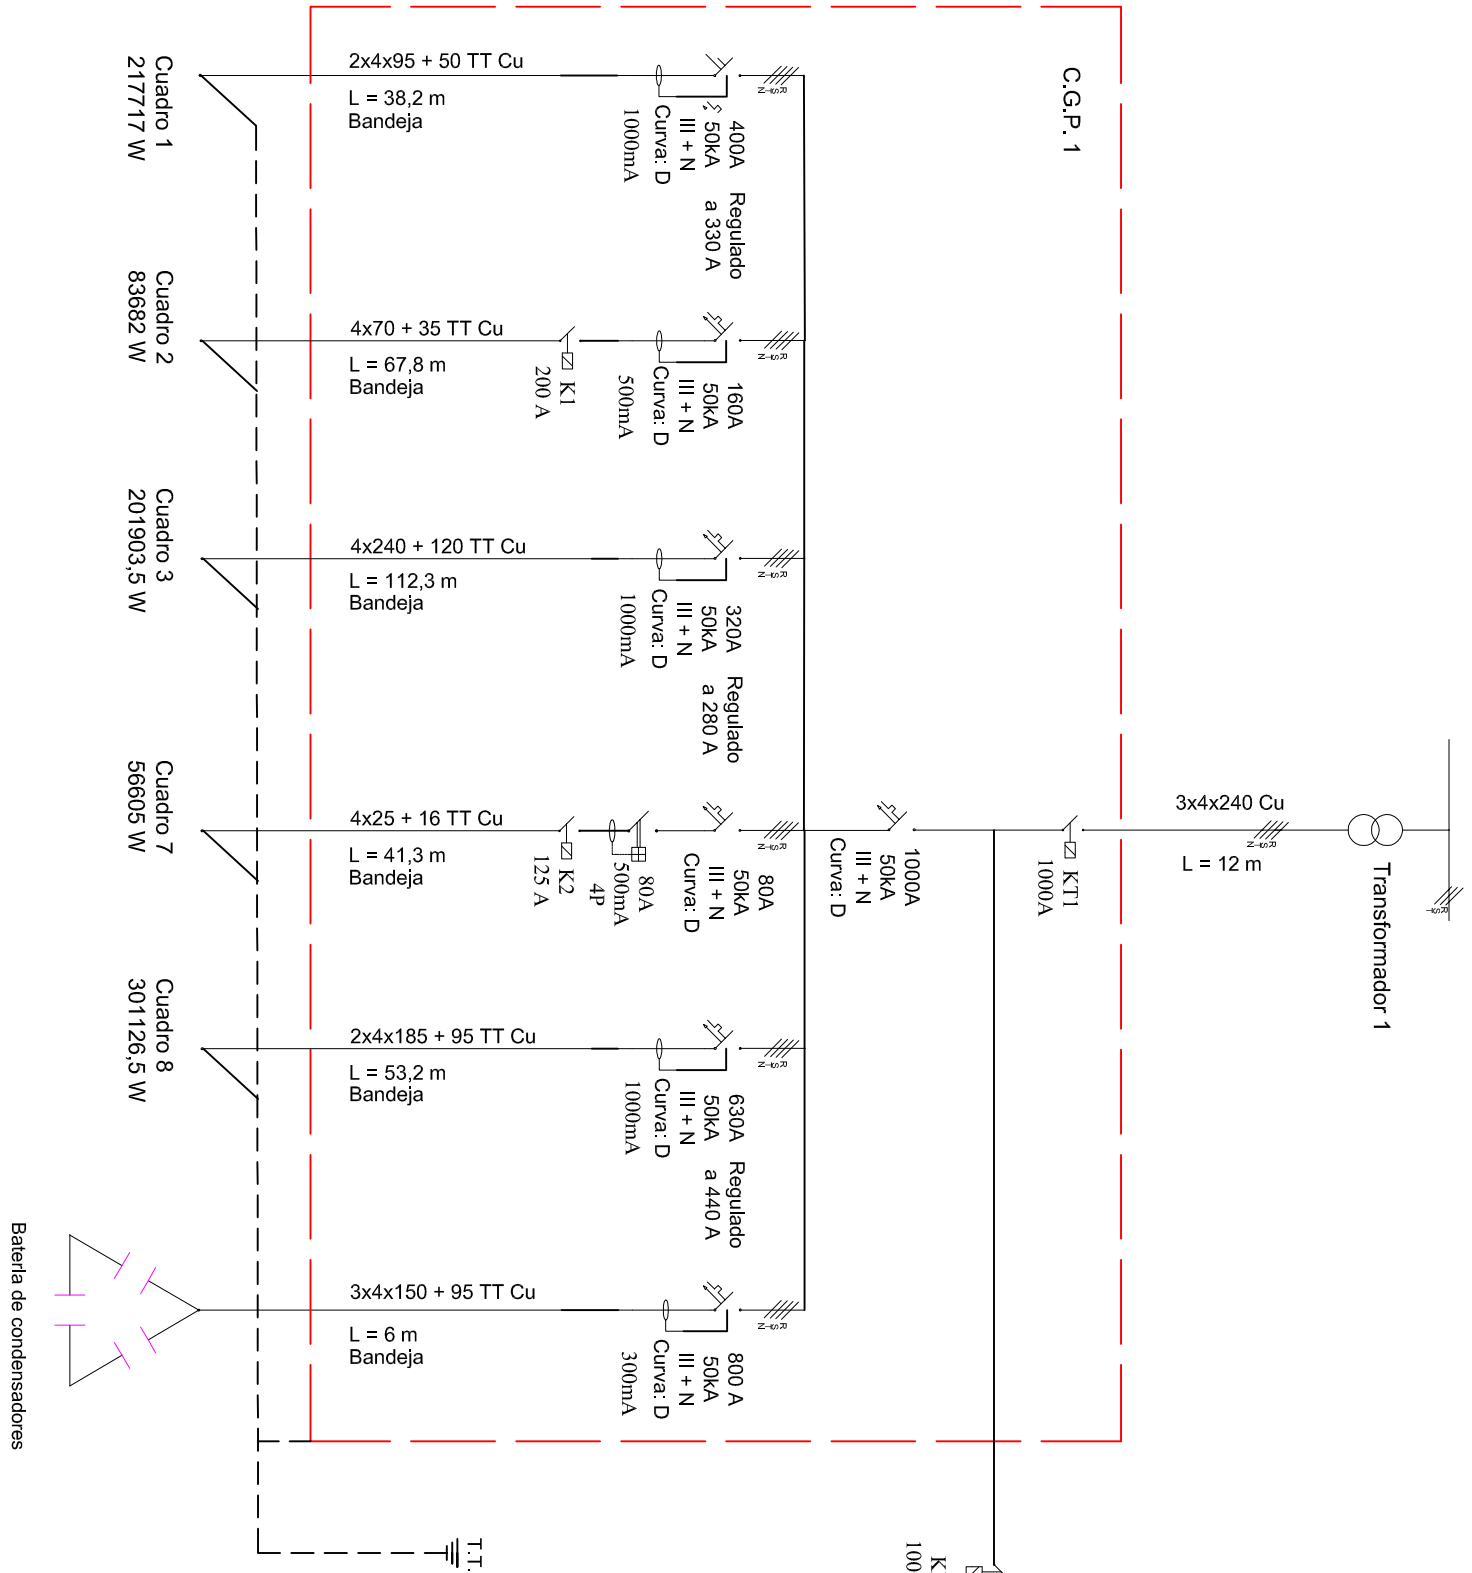 C.G.P. 1
Transformador 1
3x4x240 Cu
L = 12 m
R
S
T
N
R
S
T
KT1
1000A
1000A
50kA
III + N
Curva: D
K
100
2x4x95 + 50 TT Cu
L = 38,2 m
Bandeja
400A
50kA
III + N
Curva: D
1000mA
Regulado
a 330 A
R
S
T
N
Cuadro 1
217717 W
4x70 + 35 TT Cu
L = 67,8 m
Bandeja
K1
200 A
160A
50kA
III + N
Curva: D
500mA
R
S
T
N
Cuadro 2
83682 W
4x240 + 120 TT Cu
L = 112,3 m
Bandeja
320A
50kA
III + N
Curva: D
1000mA
Regulado
a 280 A
R
S
T
N
Cuadro 3
201903,5 W
4x25 + 16 TT Cu
L = 41,3 m
Bandeja
K2
125 A
80A
4P
500mA
80A
50kA
III + N
Curva: D
R
S
T
N
Cuadro 7
56605 W
2x4x185 + 95 TT Cu
L = 53,2 m
Bandeja
630A
50kA
III + N
Curva: D
1000mA
Regulado
a 440 A
R
S
T
N
Cuadro 8
301126,5 W
3x4x150 + 95 TT Cu
L = 6 m
Bandeja
800 A
50kA
III + N
Curva: D
300mA
R
S
T
N
Batería de condensadores
T.T.